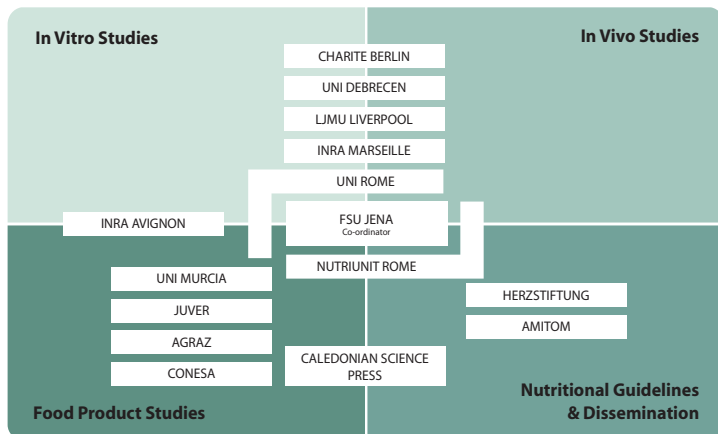 In Vitro Studies
In Vivo Studies
CHARITE BERLIN
UNI DEBRECEN
LJMU LIVERPOOL
INRA MARSEILLE
UNI ROME
INRA AVIGNON
FSU JENA
Co-ordinator
NUTRIUNIT ROME
UNI MURCIA
JUVER
AGRAZ
CONESA
HERZSTIFTUNG
AMITOM
CALEDONIAN SCIENCE
PRESS
Food Product Studies
Nutritional Guidelines
& Dissemination